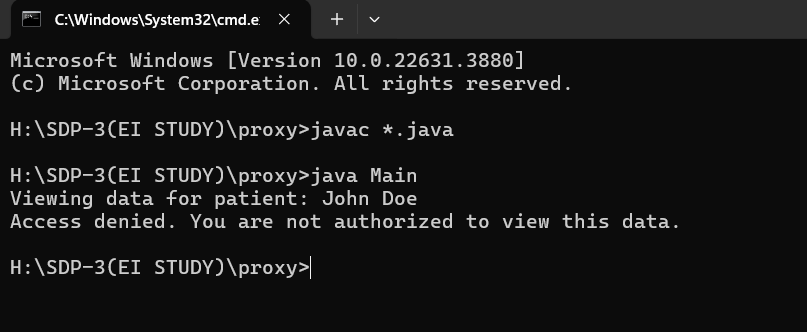 C:\Windows\System32\cmd.e
Microsoft Windows [Version 10.0.22631.3880]
(c) Microsoft Corporation. All rights reserved.
H:\SDP-3(EI STUDY)\proxy>javac *.java
H:\SDP-3(EI STUDY)\proxy>java Main
Viewing data for patient: John Doe
Access denied. You are not authorized to view this data.
H:\SDP-3(EI STUDY)\proxy>